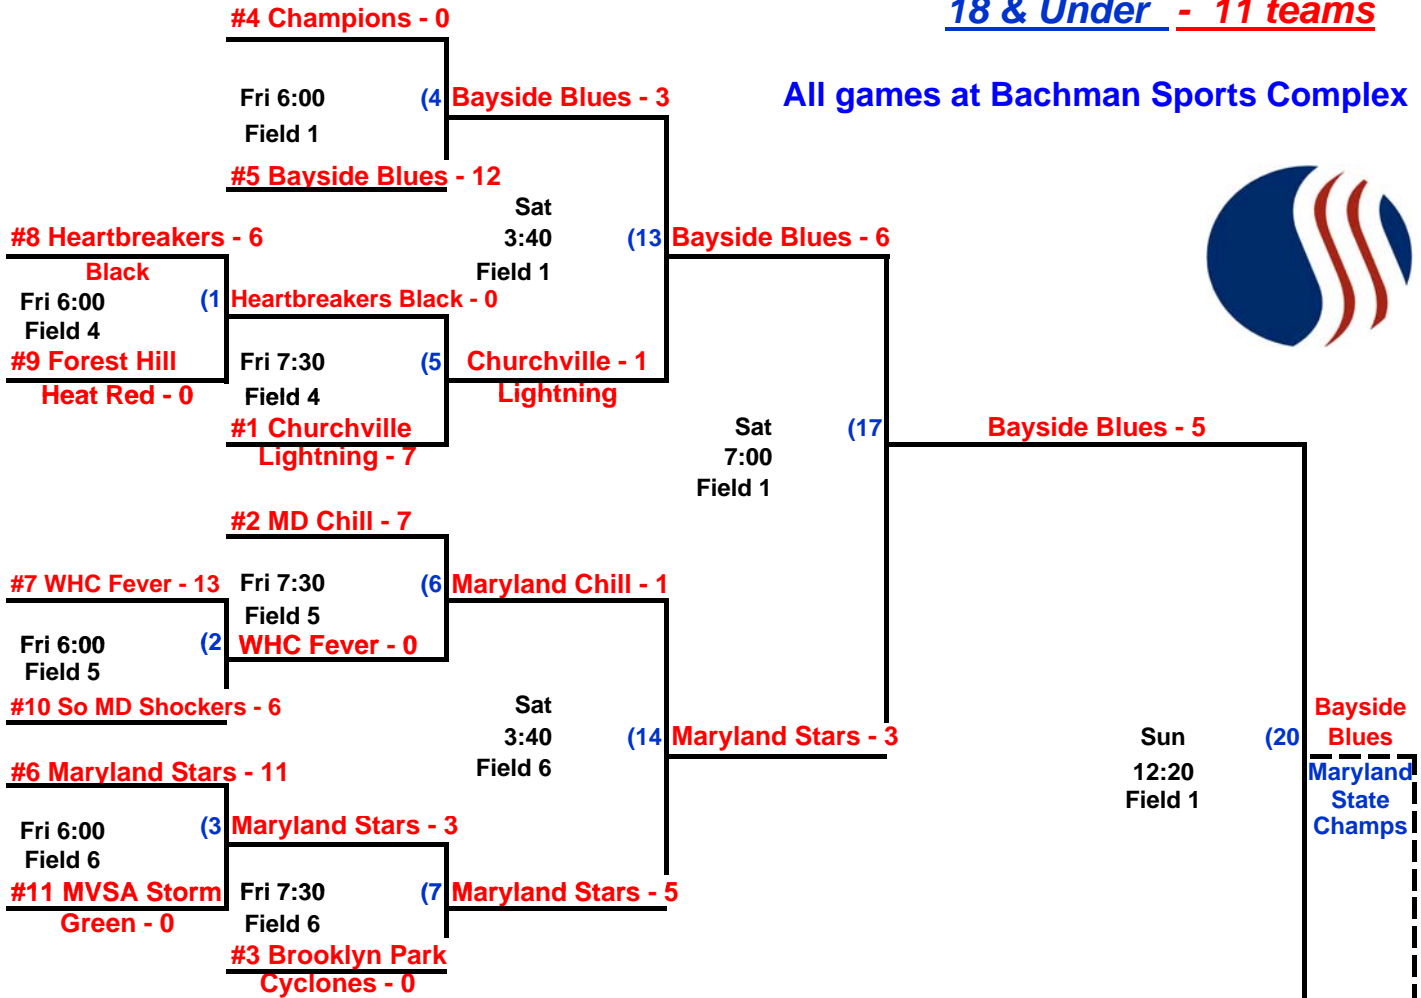 #4 Champions - 0
18 & Under - 11 teams
Fri 6:00
(4
Bayside Blues - 3
All games at Bachman Sports Complex
Field 1
#5 Bayside Blues - 12
Sat
#8 Heartbreakers - 6
3:40
(13
Bayside Blues - 6
Black
Field 1
Fri 6:00
(1
Heartbreakers Black - 0
Field 4
#9 Forest Hill
Fri 7:30
(5
Churchville - 1
Heat Red - 0
Field 4
Lightning
#1 Churchville
Sat
(17
Bayside Blues - 5
Lightning - 7
7:00
Field 1
#2 MD Chill - 7
#7 WHC Fever - 13
Fri 7:30
(6
Maryland Chill - 1
Field 5
Fri 6:00
(2
WHC Fever - 0
Field 5
#10 So MD Shockers - 6
Sat
Bayside
3:40
(14
Maryland Stars - 3
Sun
(20
Blues
#6 Maryland Stars - 11
Field 6
12:20
Maryland
Field 1
State
Fri 6:00
(3
Maryland Stars - 3
Champs
Field 6
#11 MVSA Storm
Fri 7:30
(7
Maryland Stars - 5
Green - 0
Field 6
#3 Brooklyn Park
Cyclones - 0